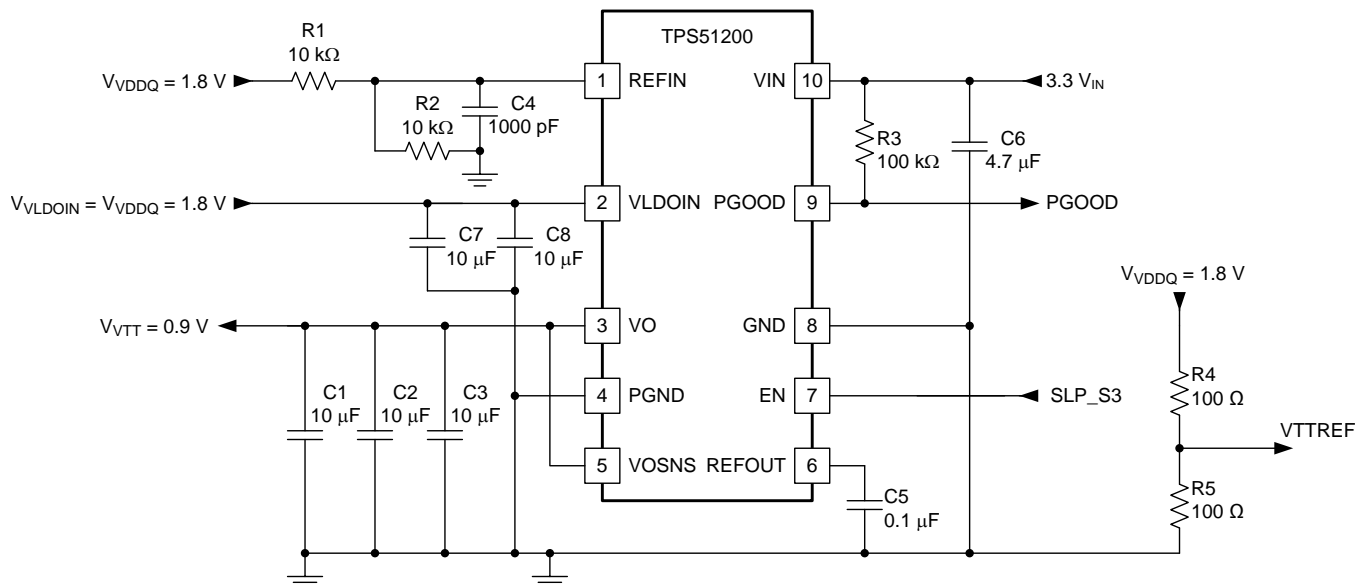 TPS51200
R1
10 kΩ
V_VDDQ = 1.8 V
1
REFIN
VIN
10
3.3 V_IN
R2
10 kΩ
C4
1000 pF
R3
100 kΩ
C6
4.7 μF
V_VLDOIN = V_VDDQ = 1.8 V
2
VLDOIN
PGOOD
9
PGOOD
C7
10 μF
C8
10 μF
V_VDDQ = 1.8 V
V_VTT = 0.9 V
3
VO
GND
8
C1
10 μF
C2
10 μF
C3
10 μF
4
PGND
EN
7
SLP_S3
R4
100 Ω
VTTREF
5
VOSNS
REFOUT
6
C5
0.1 μF
R5
100 Ω